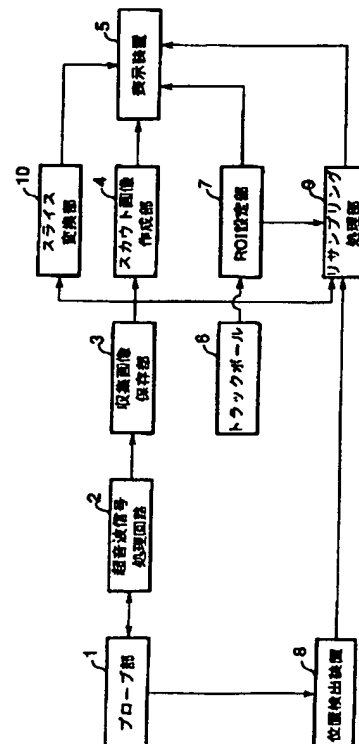 1
プローブ部
2
超音波信号
処理回路
3
収集画像
保存部
10
スライス
変換部
4
スカウト画像
作成部
5
表示装置
6
トラックボール
7
ROI設定部
8
位置検出装置
9
リサンプリング
処理部